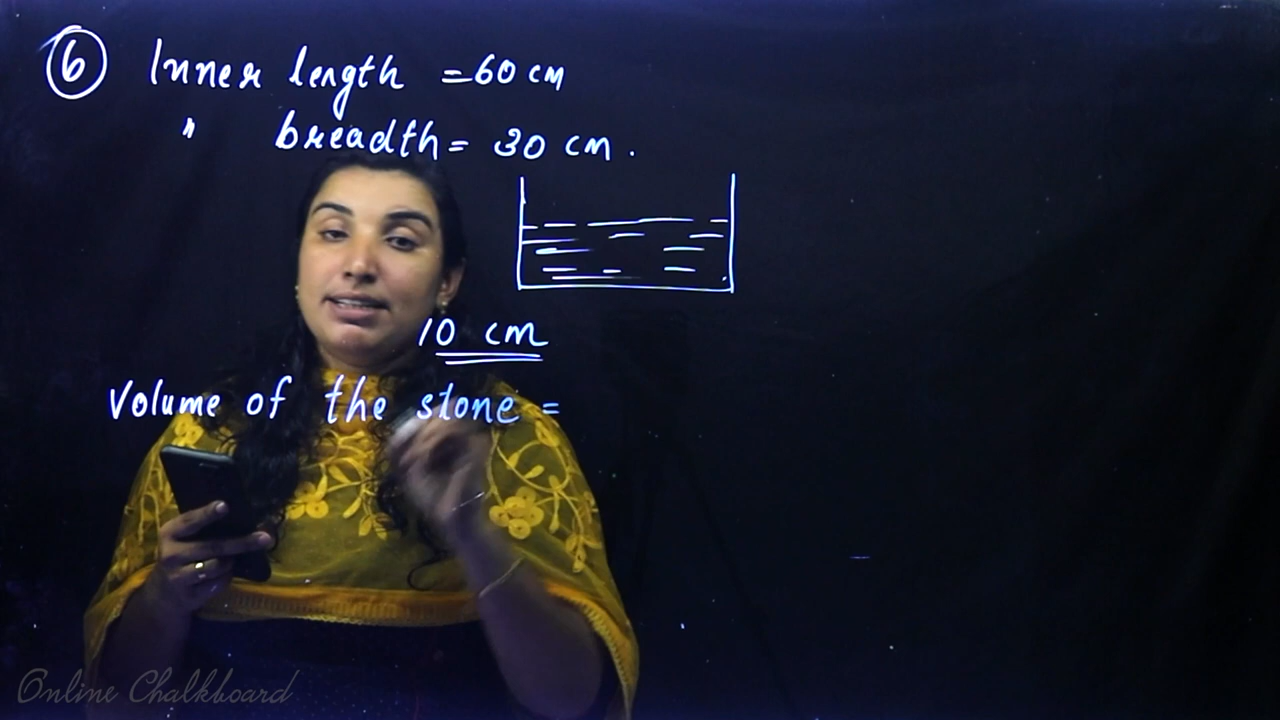 6 Inner length = 60 cm
" breadth = 30 cm.
10 cm
Volume of the stone =
Online Chalkboard